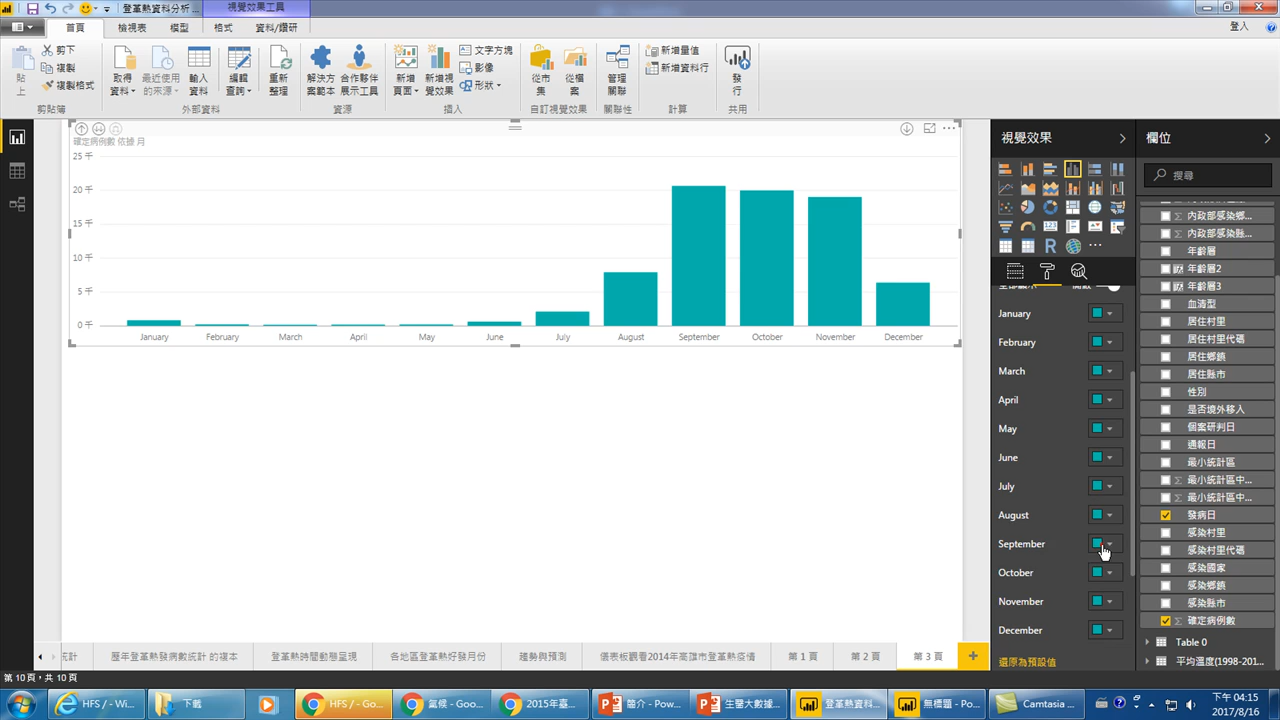 登革熱資料分析 ...
視覺效果工具
首頁
檢視表
模型
格式
資料/鑽研
登入
貼上
剪下
複製
複製格式
取得資料
最近使用的來源
輸入資料
編輯查詢
重新整理
解決方案範本
合作夥伴展示工具
新增頁面
新增視覺效果
文字方塊
影像
形狀
從市集
從檔案
管理關聯
新增量值
新增資料行
發行
剪貼簿
外部資料
資源
插入
自訂視覺效果
關聯性
計算
共用
確定病例數 依據 月
25 千
20 千
15 千
10 千
5 千
0 千
January
February
March
April
May
June
July
August
September
October
November
December
視覺效果
January
February
March
April
May
June
July
August
September
October
November
December
還原為預設值
欄位
搜尋
內政部感染鄉...
內政部感染縣...
年齡層
年齡層2
年齡層3
血清型
居住村里
居住村里代碼
居住鄉鎮
居住縣市
性別
是否境外移入
個案研判日
通報日
最小統計區
最小統計區中...
最小統計區中...
發病日
感染村里
感染村里代碼
感染國家
感染鄉鎮
感染縣市
確定病例數
Table 0
平均溫度(1998-201...
統計
歷年登革熱發病數統計 的複本
登革熱時間動態呈現
各地區登革熱好發月份
趨勢與預測
儀表板觀看2014年高雄市登革熱疫情
第 1 頁
第 2 頁
第 3 頁
第 10 頁，共 10 頁
HFS / - Wi...
下載
HFS / - Go...
氣候 - Goo...
2015年臺...
簡介 - Pow...
生醫大數據...
登革熱資料...
無標題 - Po...
Camtasia ...
下午 04:15
2017/8/16